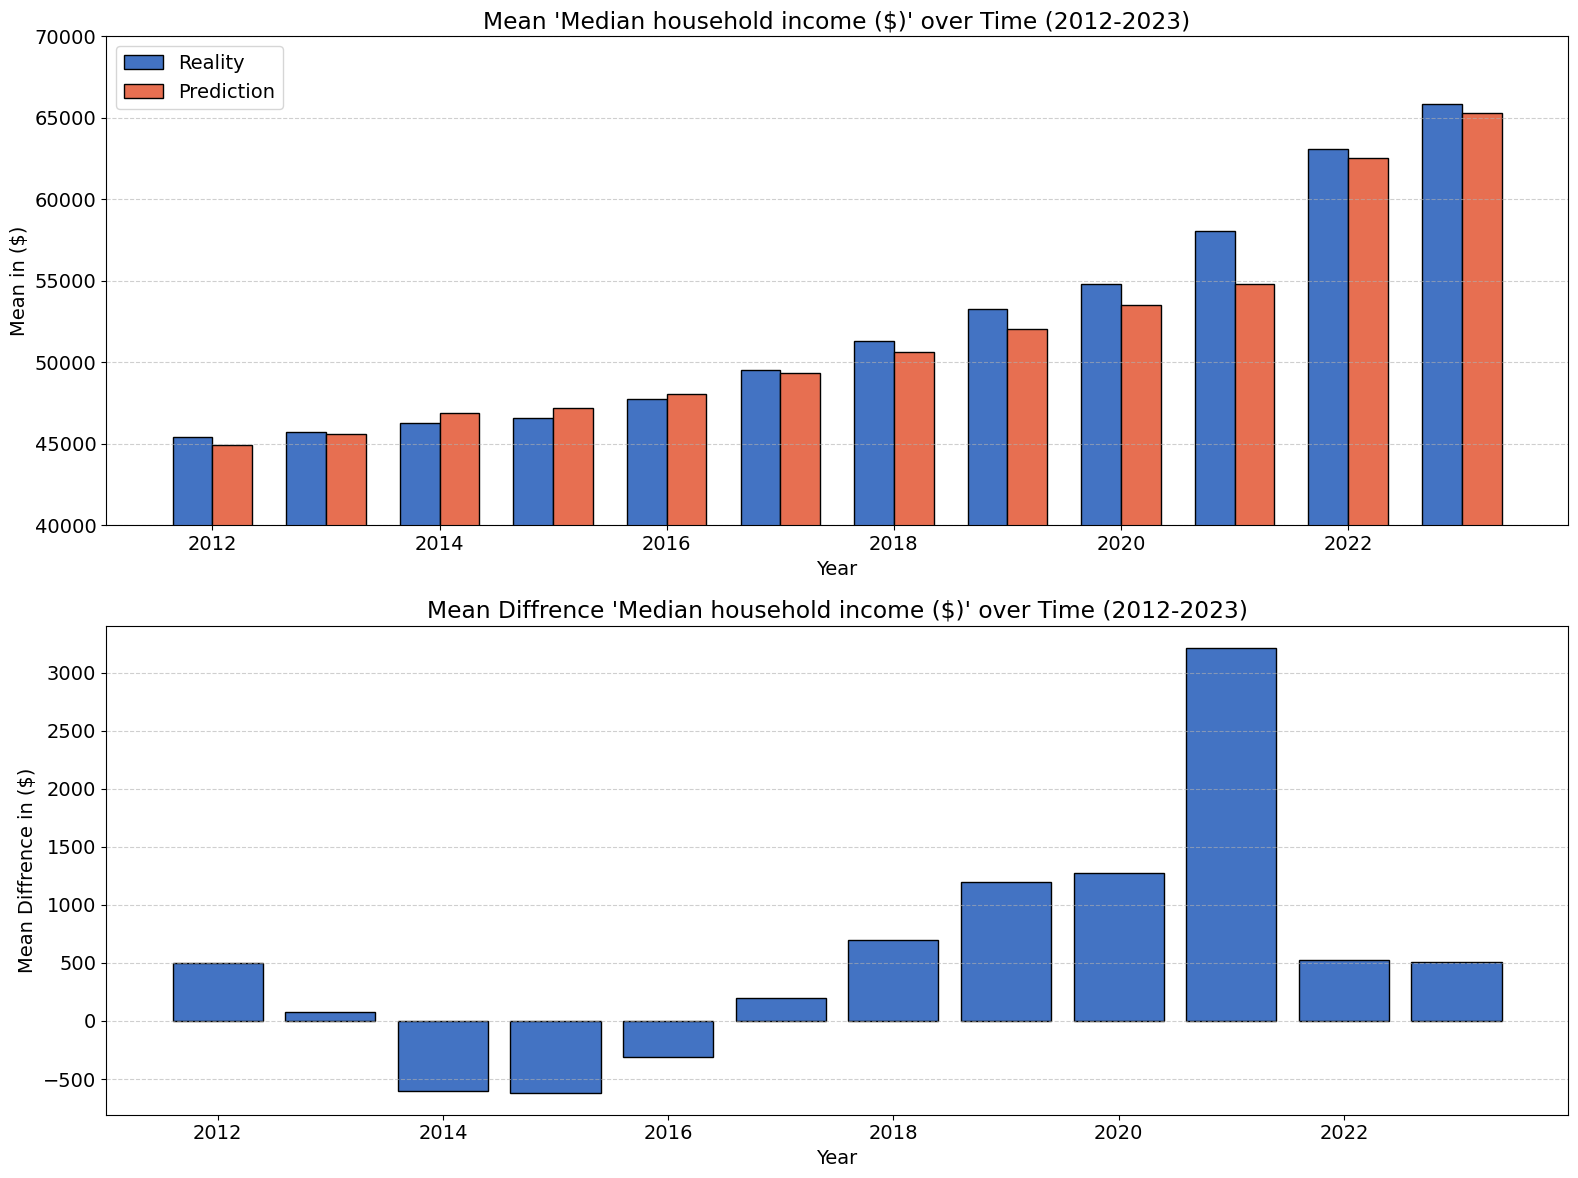 Mean 'Median household income ($)' over Time (2012-2023)
70000
65000
60000
55000
50000
45000
40000
Mean in ($)
Reality
Prediction
2012 2014 2016 2018 2020 2022
Year
Mean Diffrence 'Median household income ($)' over Time (2012-2023)
3000
2500
2000
1500
1000
500
0
−500
Mean Diffrence in ($)
2012 2014 2016 2018 2020 2022
Year